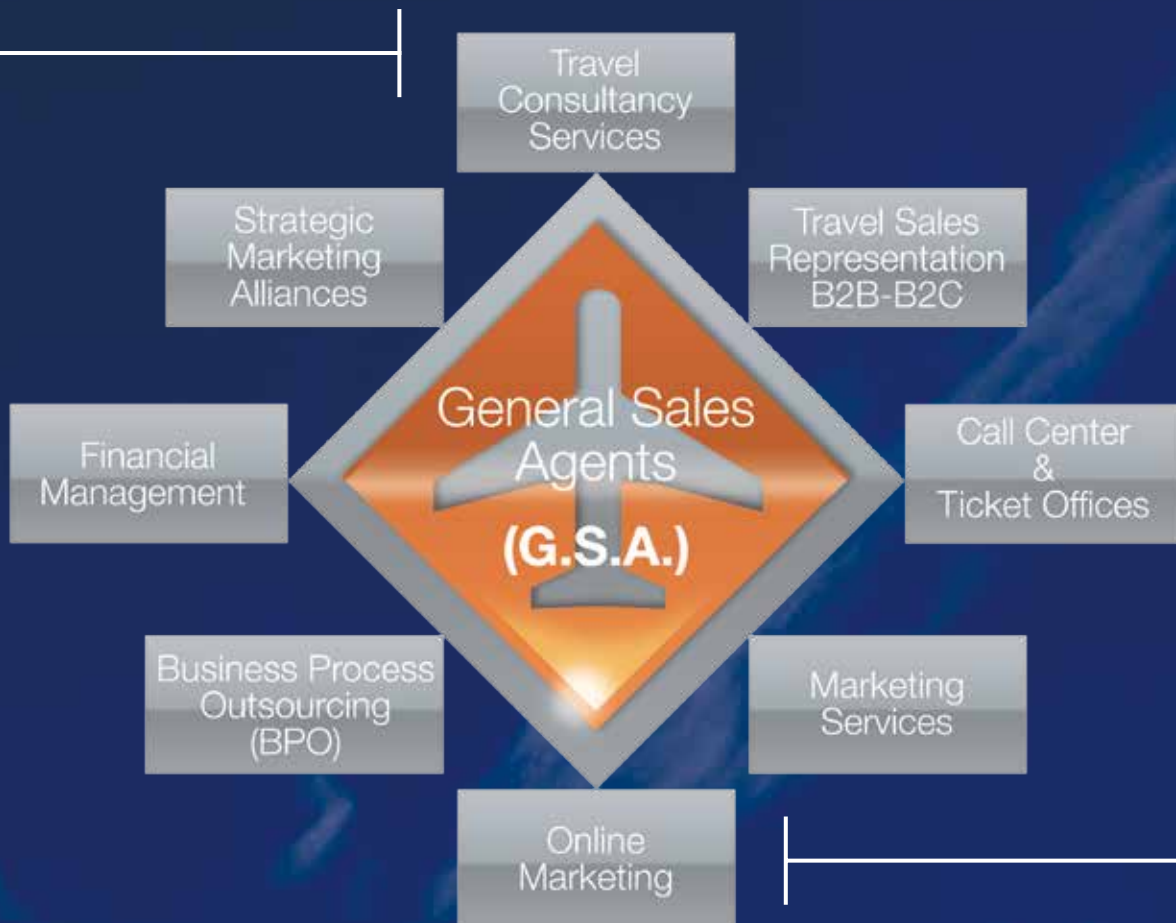 Travel
Consultancy
Services
Strategic
Marketing
Alliances
Travel Sales
Representation
B2B-B2C
General Sales
Agents
(G.S.A.)
Financial
Management
Call Center
&
Ticket Offices
Business Process
Outsourcing
(BPO)
Marketing
Services
Online
Marketing